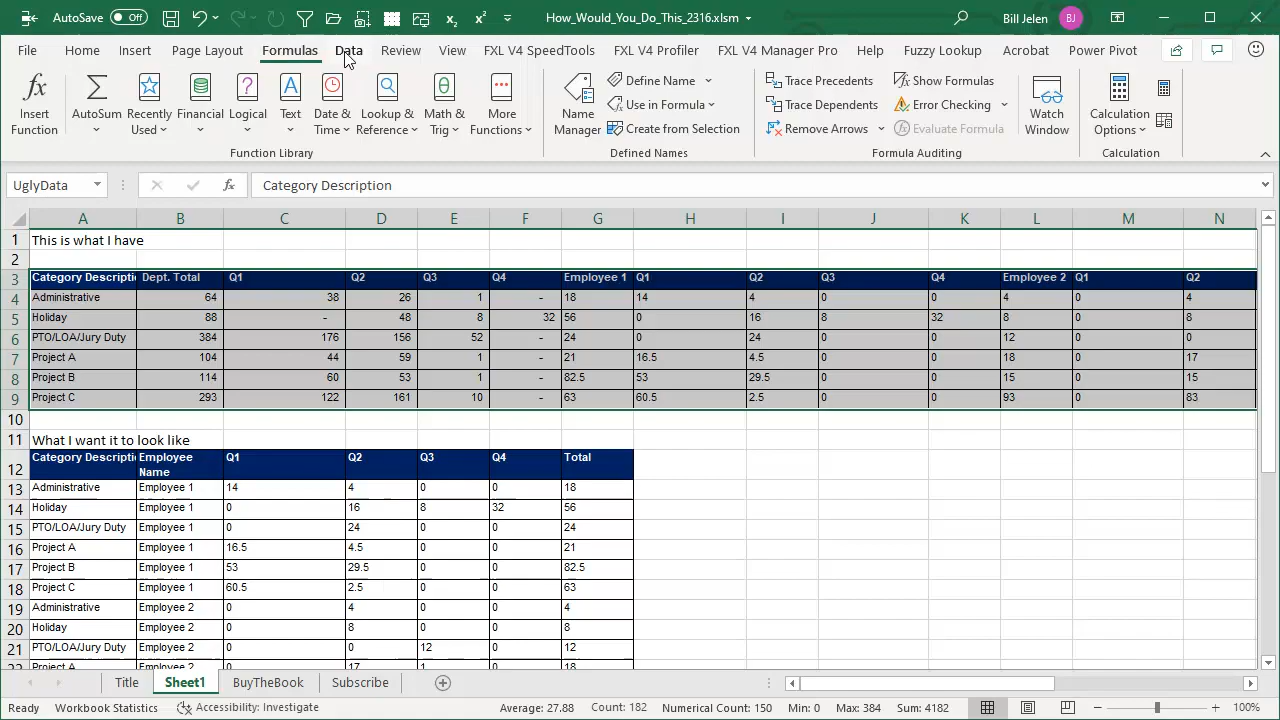 AutoSave Off How_Would_You_Do_This_2316.xlsm Bill Jelen BJ
File Home Insert Page Layout Formulas Data Review View FXL V4 SpeedTools FXL V4 Profiler FXL V4 Manager Pro Help Fuzzy Lookup Acrobat Power Pivot
Insert Function
AutoSum
Recently Used
Financial
Logical
Text
Date & Time
Lookup & Reference
Math & Trig
More Functions
Function Library
Name Manager
Define Name
Use in Formula
Create from Selection
Defined Names
Trace Precedents
Trace Dependents
Remove Arrows
Show Formulas
Error Checking
Evaluate Formula
Formula Auditing
Watch Window
Calculation Options
Calculation
UglyData fx Category Description
A B C D E F G H I J K L M N
1 This is what I have
2
3 Category Descripti Dept. Total Q1 Q2 Q3 Q4 Employee 1 Q1 Q2 Q3 Q4 Employee 2 Q1 Q2
4 Administrative 64 38 26 1 - 18 14 4 0 0 4 0 4
5 Holiday 88 - 48 8 32 56 0 16 8 32 8 0 8
6 PTO/LOA/Jury Duty 384 176 156 52 - 24 0 24 0 0 12 0 0
7 Project A 104 44 59 1 - 21 16.5 4.5 0 0 18 0 17
8 Project B 114 60 53 1 - 82.5 53 29.5 0 0 15 0 15
9 Project C 293 122 161 10 - 63 60.5 2.5 0 0 93 0 83
10
11 What I want it to look like
12 Category Descripti Employee Name Q1 Q2 Q3 Q4 Total
13 Administrative Employee 1 14 4 0 0 18
14 Holiday Employee 1 0 16 8 32 56
15 PTO/LOA/Jury Duty Employee 1 0 24 0 0 24
16 Project A Employee 1 16.5 4.5 0 0 21
17 Project B Employee 1 53 29.5 0 0 82.5
18 Project C Employee 1 60.5 2.5 0 0 63
19 Administrative Employee 2 0 4 0 0 4
20 Holiday Employee 2 0 8 0 0 8
21 PTO/LOA/Jury Duty Employee 2 0 0 12 0 12
22 Project A Employee 2 0 17 1 0 18
Title Sheet1 BuyTheBook Subscribe
Ready Workbook Statistics Accessibility: Investigate Average: 27.88 Count: 182 Numerical Count: 150 Min: 0 Max: 384 Sum: 4182 100%